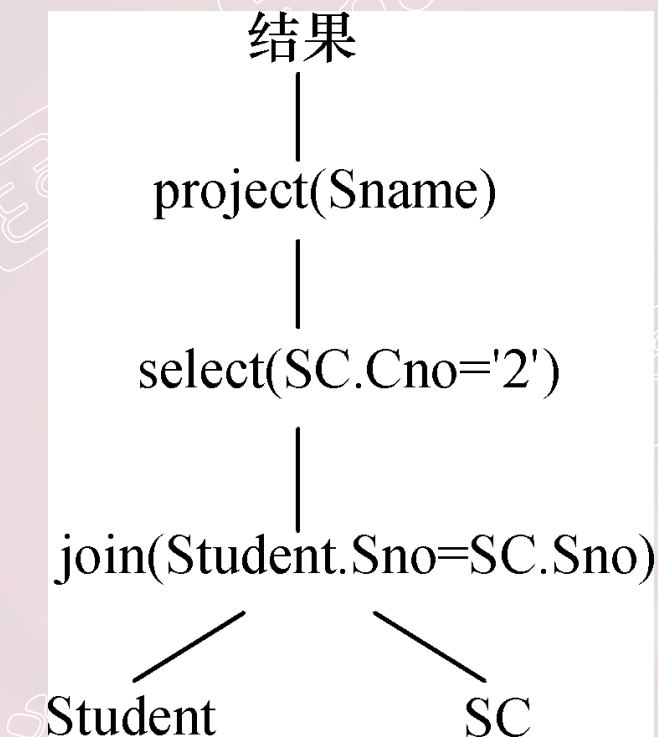 结果
project(Sname)
select(SC.Cno='2')
join(Student.Sno=SC.Sno)
Student SC